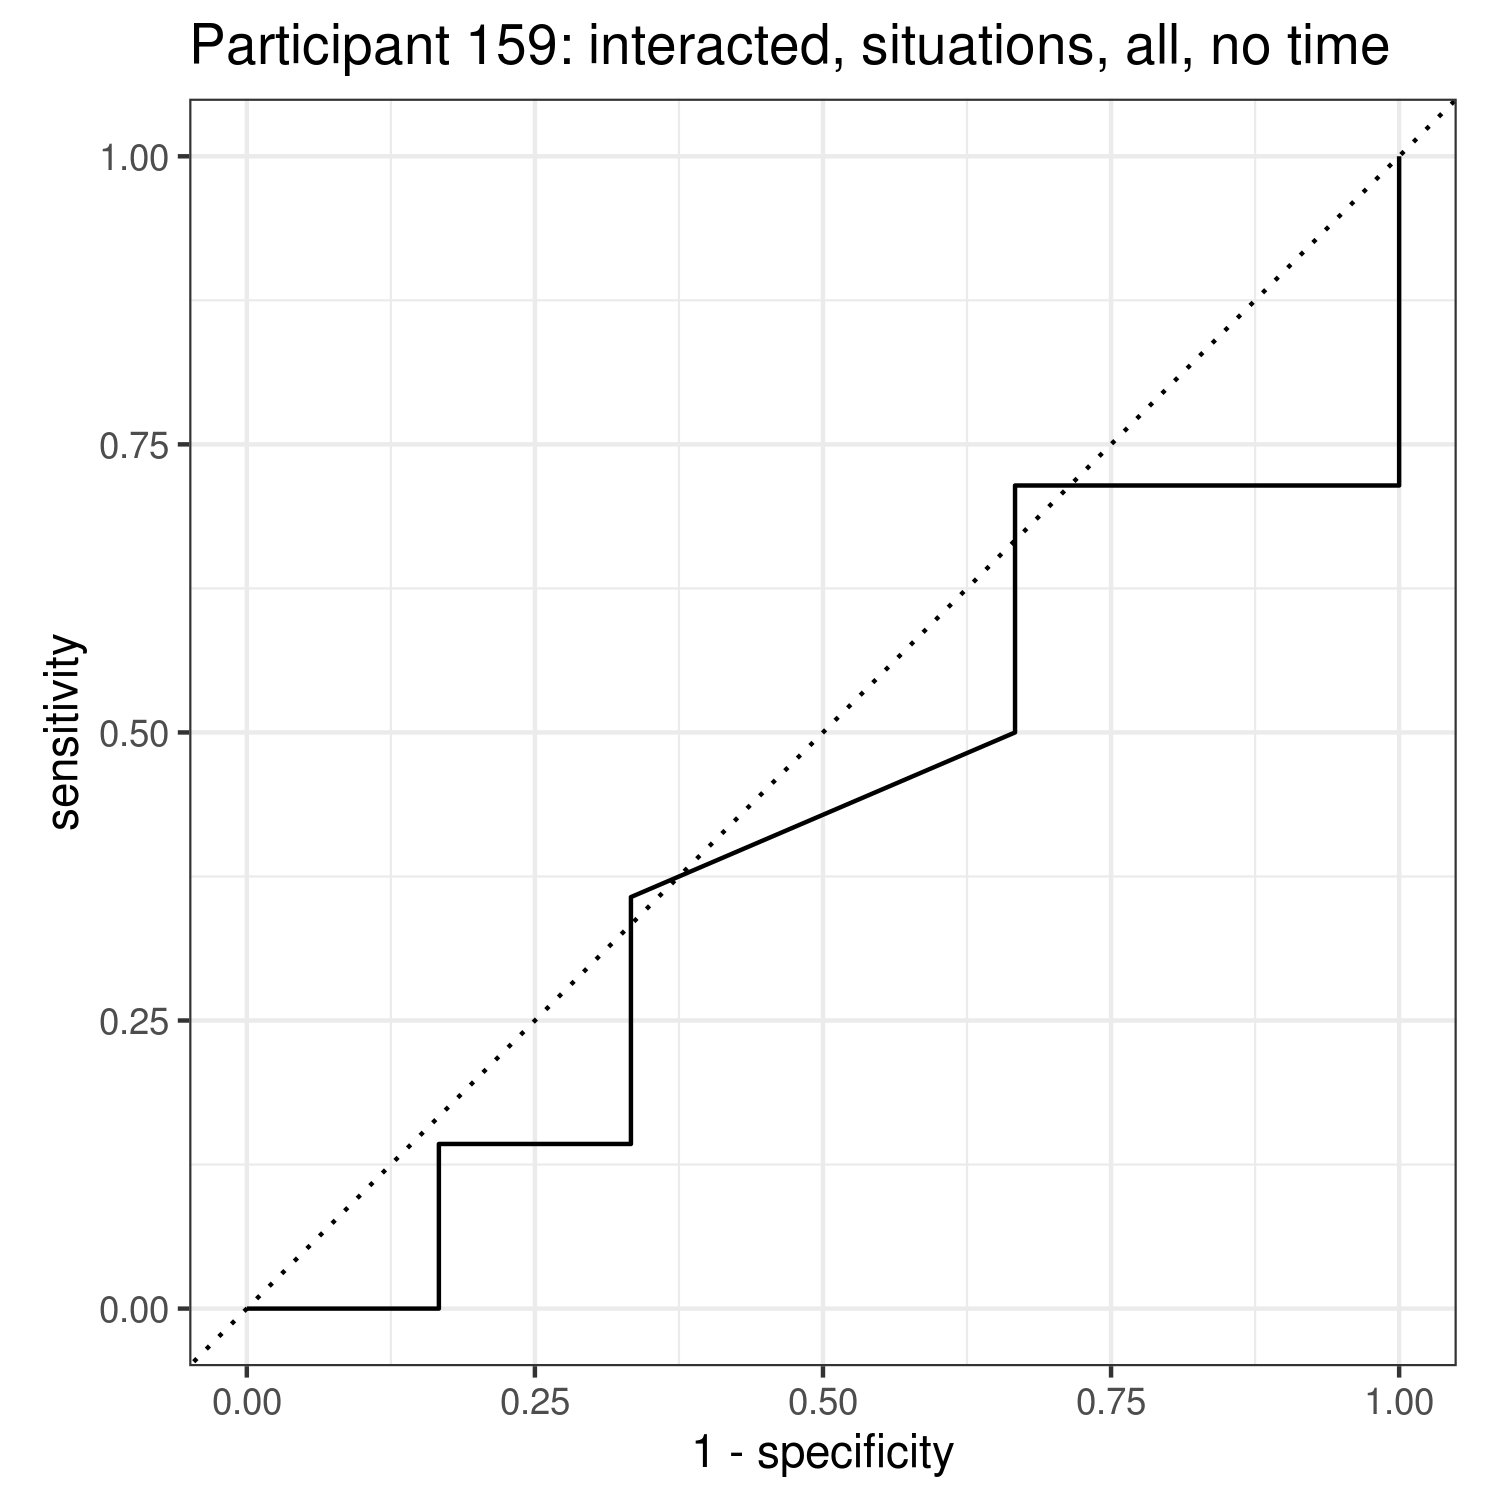 Participant 159: interacted, situations, all, no time
1.00
0.75
0.50
0.25
0.00
sensitivity
0.00 0.25 0.50 0.75 1.00
1 - specificity